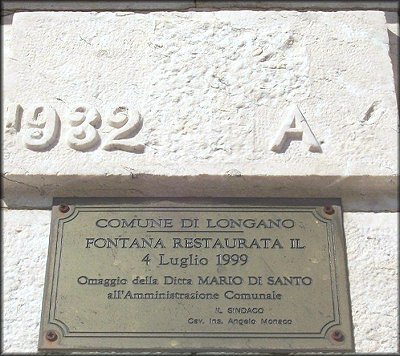 1932 A
COMUNE DI LONGANO
FONTANA RESTAURATA IL
4 Luglio 1999
Omaggio della Ditta MARIO DI SANTO
all'Amministrazione Comunale
IL SINDACO
Cav. Ins. Angelo Monaco